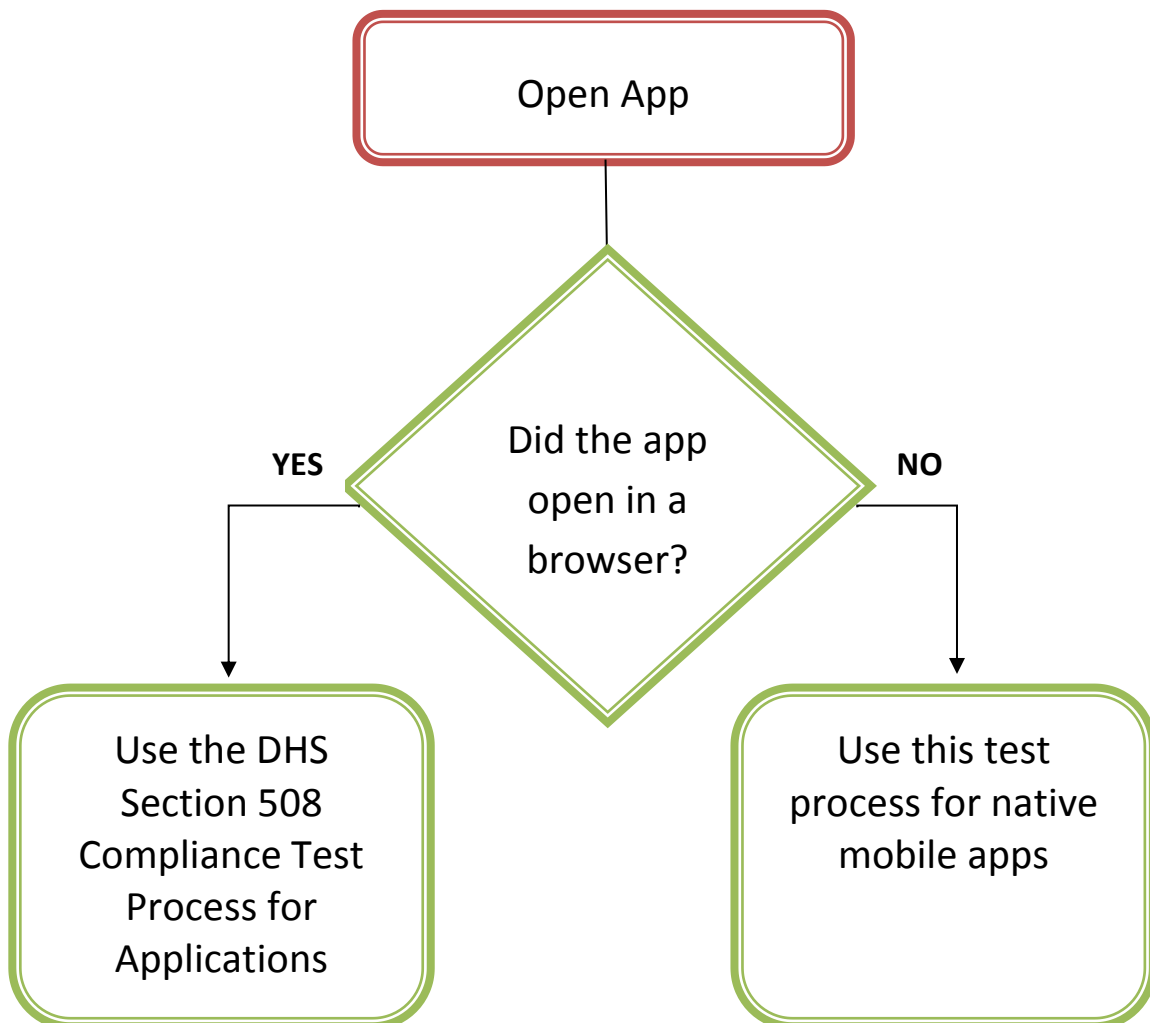 Open App
Did the app
open in a
browser?
YES
NO
Use the DHS
Section 508
Compliance Test
Process for
Applications
Use this test
process for native
mobile apps